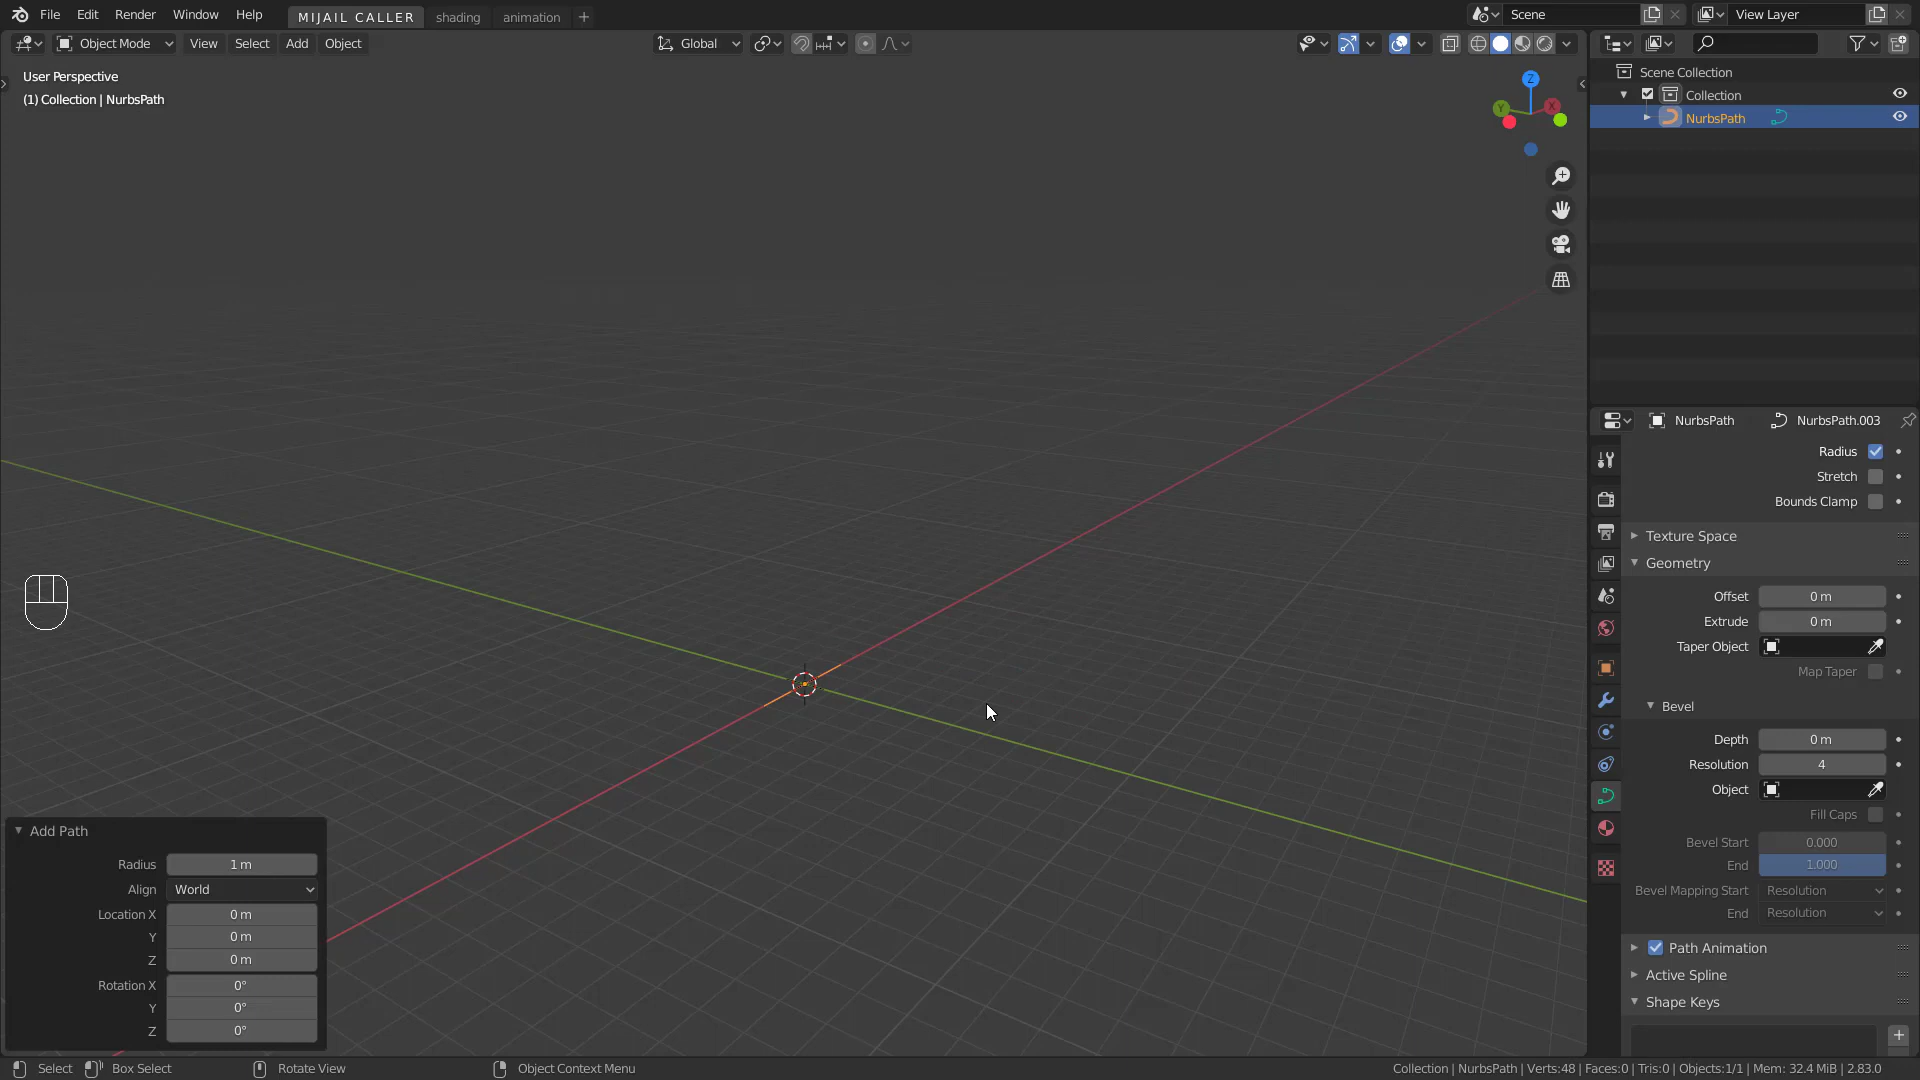 File Edit Render Window Help MIJAIL CALLER shading animation + Scene View Layer
Object Mode View Select Add Object Global
User Perspective
(1) Collection | NurbsPath
Z
Y X
Scene Collection
Collection
NurbsPath
NurbsPath NurbsPath.003
Radius
Stretch
Bounds Clamp
Texture Space
Geometry
Offset 0 m
Extrude 0 m
Taper Object
Map Taper
Bevel
Depth 0 m
Resolution 4
Object
Fill Caps
Bevel Start 0.000
End 1.000
Bevel Mapping Start Resolution
End Resolution
Path Animation
Active Spline
Shape Keys
+
Add Path
Radius 1 m
Align World
Location X 0 m
Y 0 m
Z 0 m
Rotation X 0°
Y 0°
Z 0°
Select Box Select Rotate View Object Context Menu Collection | NurbsPath | Verts:48 | Faces:0 | Tris:0 | Objects:1/1 | Mem: 32.4 MiB | 2.83.0